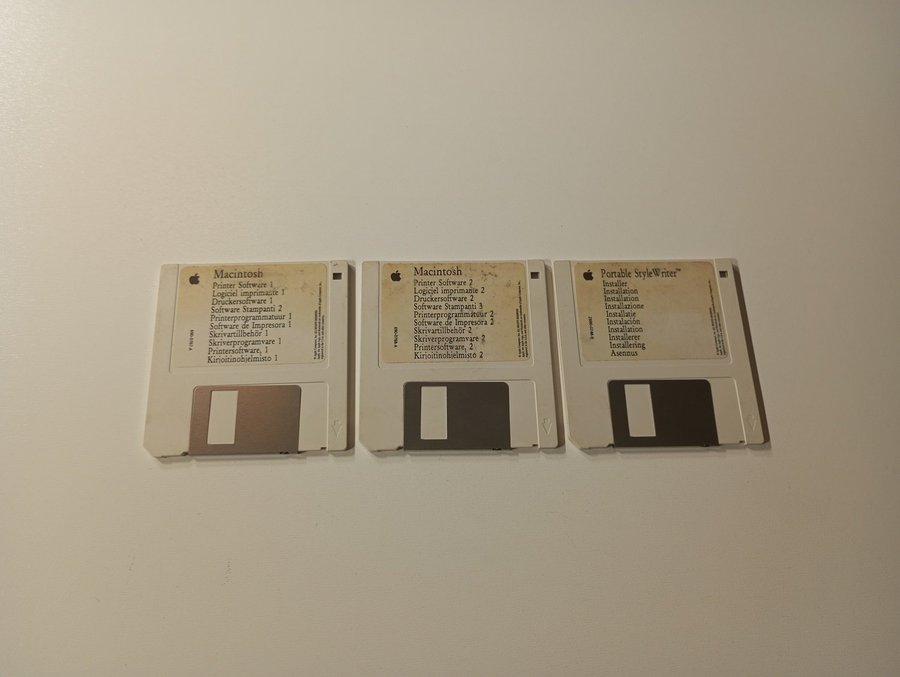 Macintosh
Printer Software 1
Logiciel imprimante 1
Druckersoftware 1
Software Stampanti 2
Printerprogrammatuur 1
Software de Impresora
Skrivartillbehör 1
Skriverprogramvare 1
Printersoftware, 1
Kirjoitinohjelmisto 1
Macintosh
Printer Software 2
Logiciel imprimante 2
Druckersoftware 2
Software Stampanti 3
Printerprogrammatuur 2
Software de Impresora 2
Skrivartillbehör 2
Skriverprogramvare 2
Printersoftware, 2
Kirjoitinohjelmisto 2
Portable StyleWriter™
Installer
Installation
Installation
Installazione
Installatie
Instalación
Installation
Installerer
Installering
Asennus